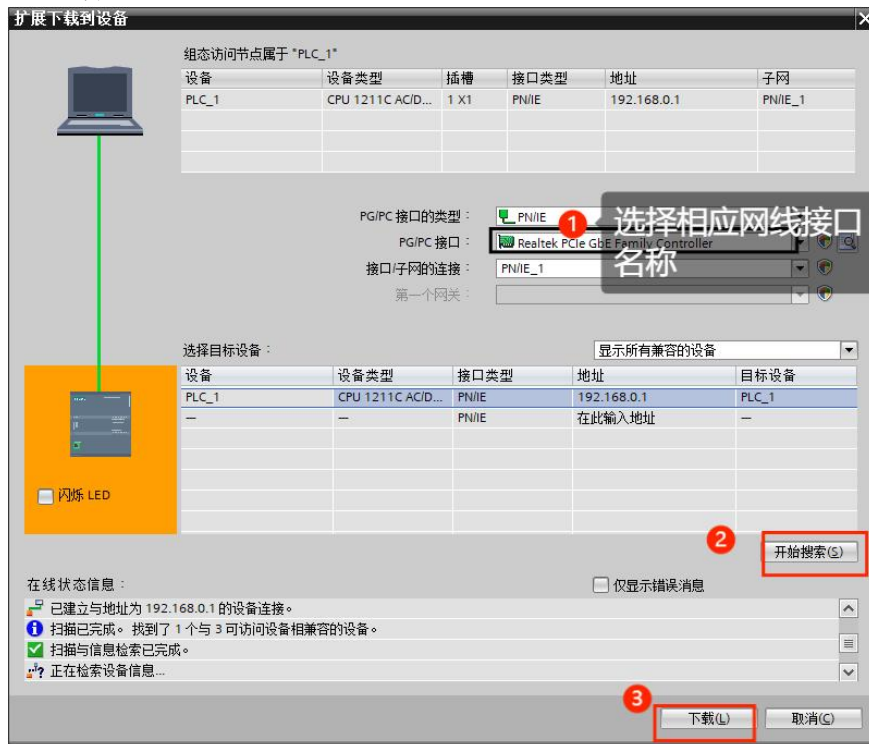 扩展下载到设备
组态访问节点属于 "PLC_1"
设备 设备类型 插槽 接口类型 地址 子网
PLC_1 CPU 1211C AC/D... 1 X1 PN/IE 192.168.0.1 PN/IE_1
PG/PC 接口的类型： PN/IE
PG/PC 接口： Realtek PCIe GbE Family Controller
接口/子网的连接： PN/IE_1
第一个网关：
1 选择相应网线接口
名称
选择目标设备： 显示所有兼容的设备
设备 设备类型 接口类型 地址 目标设备
PLC_1 CPU 1211C AC/D... PN/IE 192.168.0.1 PLC_1
— — PN/IE 在此输入地址 —
闪烁 LED
2
开始搜索(S)
在线状态信息： 仅显示错误消息
已建立与地址为 192.168.0.1 的设备连接。
扫描已完成。 找到了 1 个与 3 可访问设备相兼容的设备。
扫描与信息检索已完成。
正在检索设备信息...
3
下载(L) 取消(C)